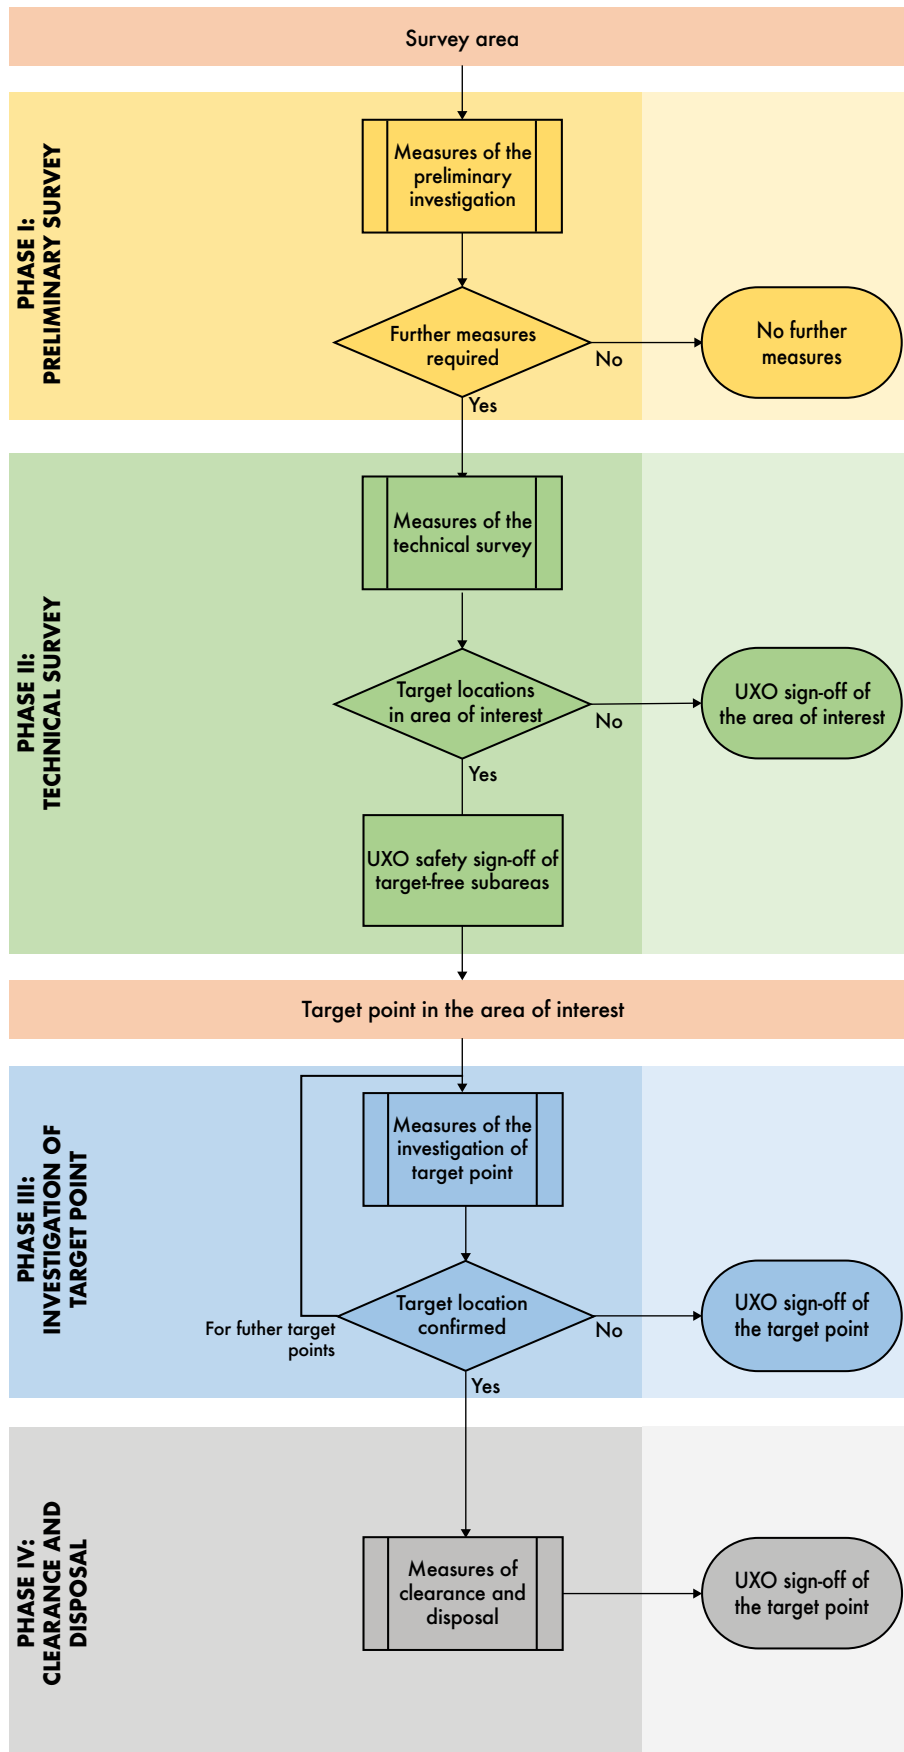 Survey area
PHASE I:
PRELIMINARY SURVEY
Measures of the
preliminary
investigation
Further measures
required
No
No further
measures
Yes
PHASE II:
TECHNICAL SURVEY
Measures of the
technical survey
Target locations
in area of interest
No
UXO sign-off of
the area of interest
Yes
UXO safety sign-off of
target-free subareas
Target point in the area of interest
PHASE III:
INVESTIGATION OF
TARGET POINT
Measures of the
investigation of
target point
Target location
confirmed
For futher target
points
No
UXO sign-off of
the target point
Yes
PHASE IV:
CLEARANCE AND
DISPOSAL
Measures of
clearance and
disposal
UXO sign-off of
the target point